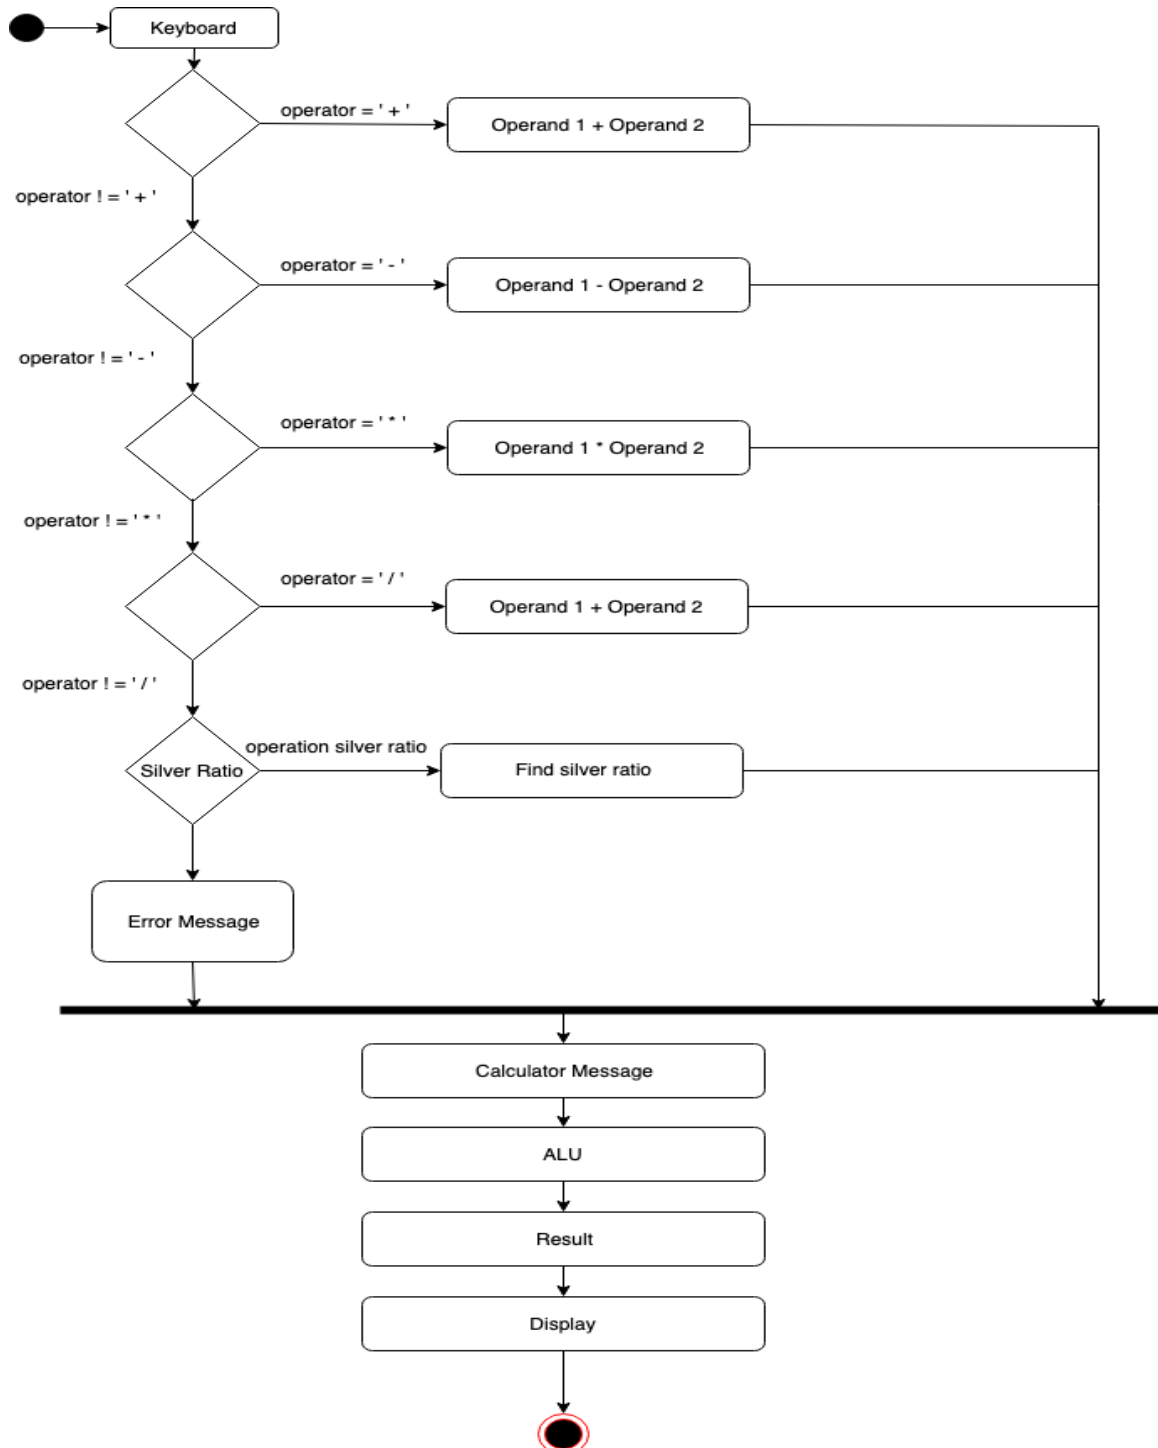 Keyboard
operator = ' + '
Operand 1 + Operand 2
operator ! = ' + '
operator = ' - '
Operand 1 - Operand 2
operator ! = ' - '
operator = ' * '
Operand 1 * Operand 2
operator ! = ' * '
operator = ' / '
Operand 1 + Operand 2
operator ! = ' / '
operation silver ratio
Silver Ratio
Find silver ratio
Error Message
Calculator Message
ALU
Result
Display